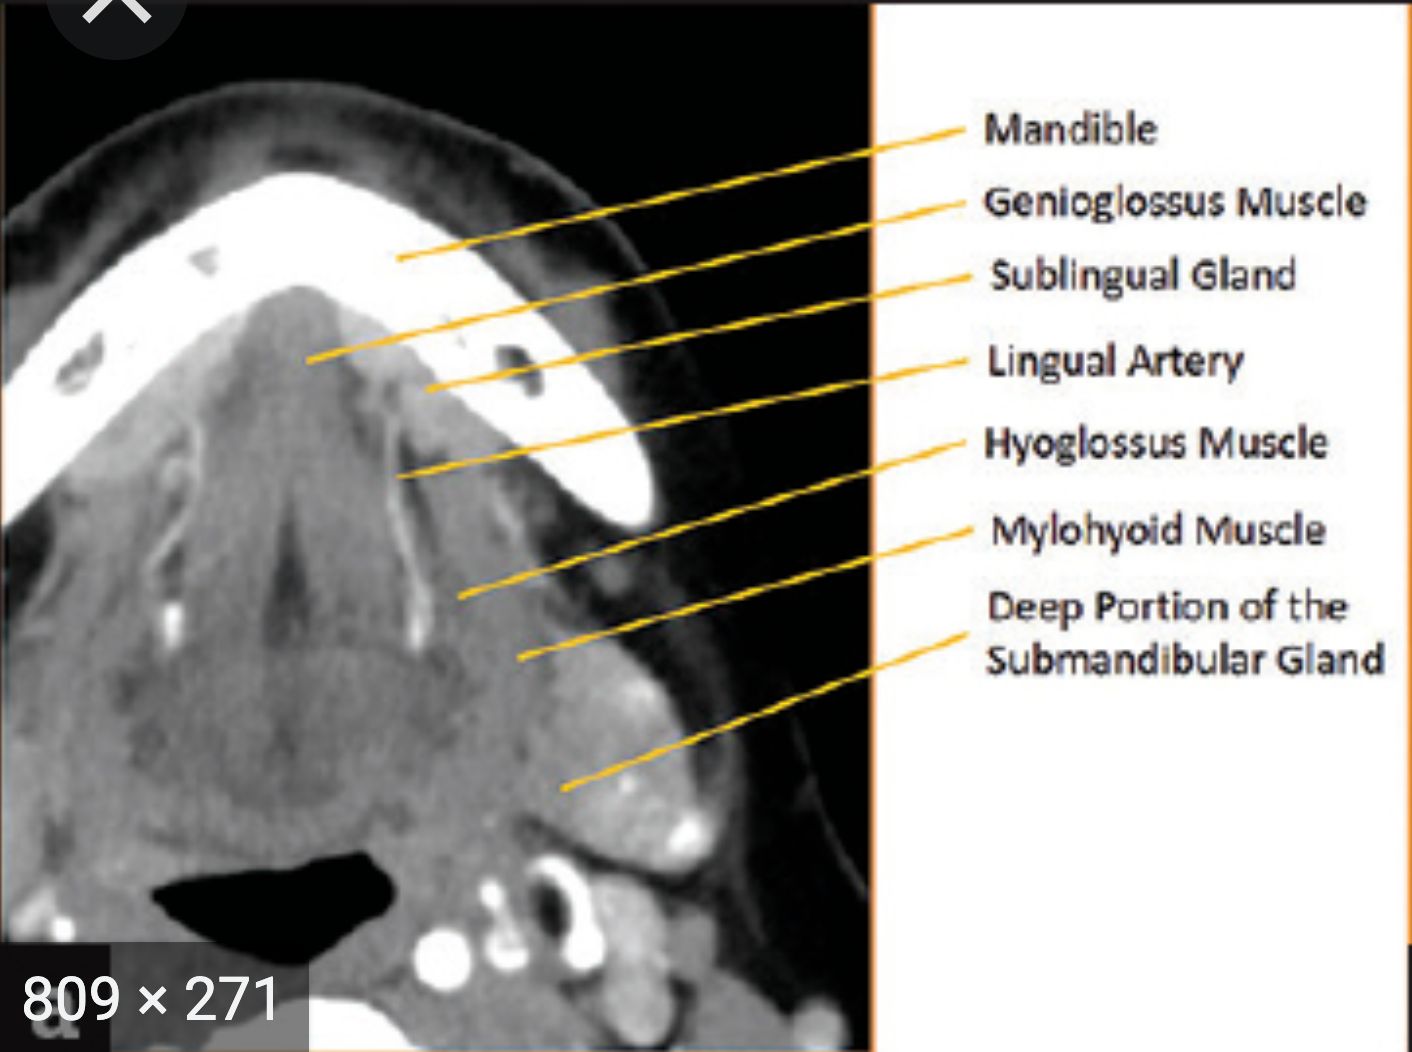 Mandible
Genioglossus Muscle
Sublingual Gland
Lingual Artery
Hyoglossus Muscle
Mylohyoid Muscle
Deep Portion of the
Submandibular Gland
809 × 271
a